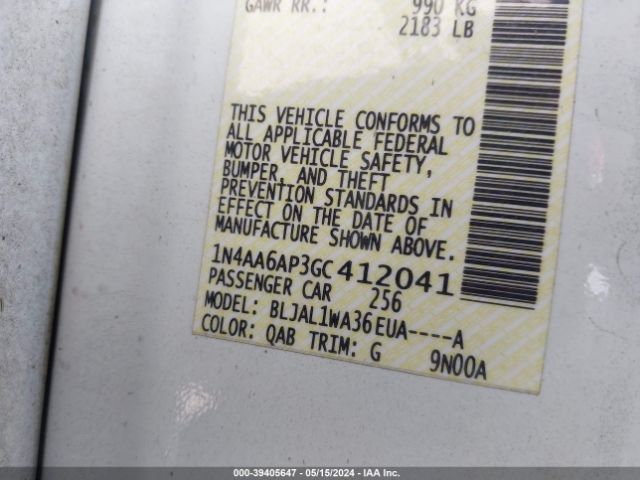 GAWR RR.: 990 KG
2183 LB
THIS VEHICLE CONFORMS TO
ALL APPLICABLE FEDERAL
MOTOR VEHICLE SAFETY,
BUMPER, AND THEFT
PREVENTION STANDARDS IN
EFFECT ON THE DATE OF
MANUFACTURE SHOWN ABOVE.
1N4AA6AP3GC412041
PASSENGER CAR 256
MODEL: BLJAL1WA36EUA----A
COLOR: QAB TRIM: G 9N00A
© - 39405647 - 05/15/2024 - IAA Inc.